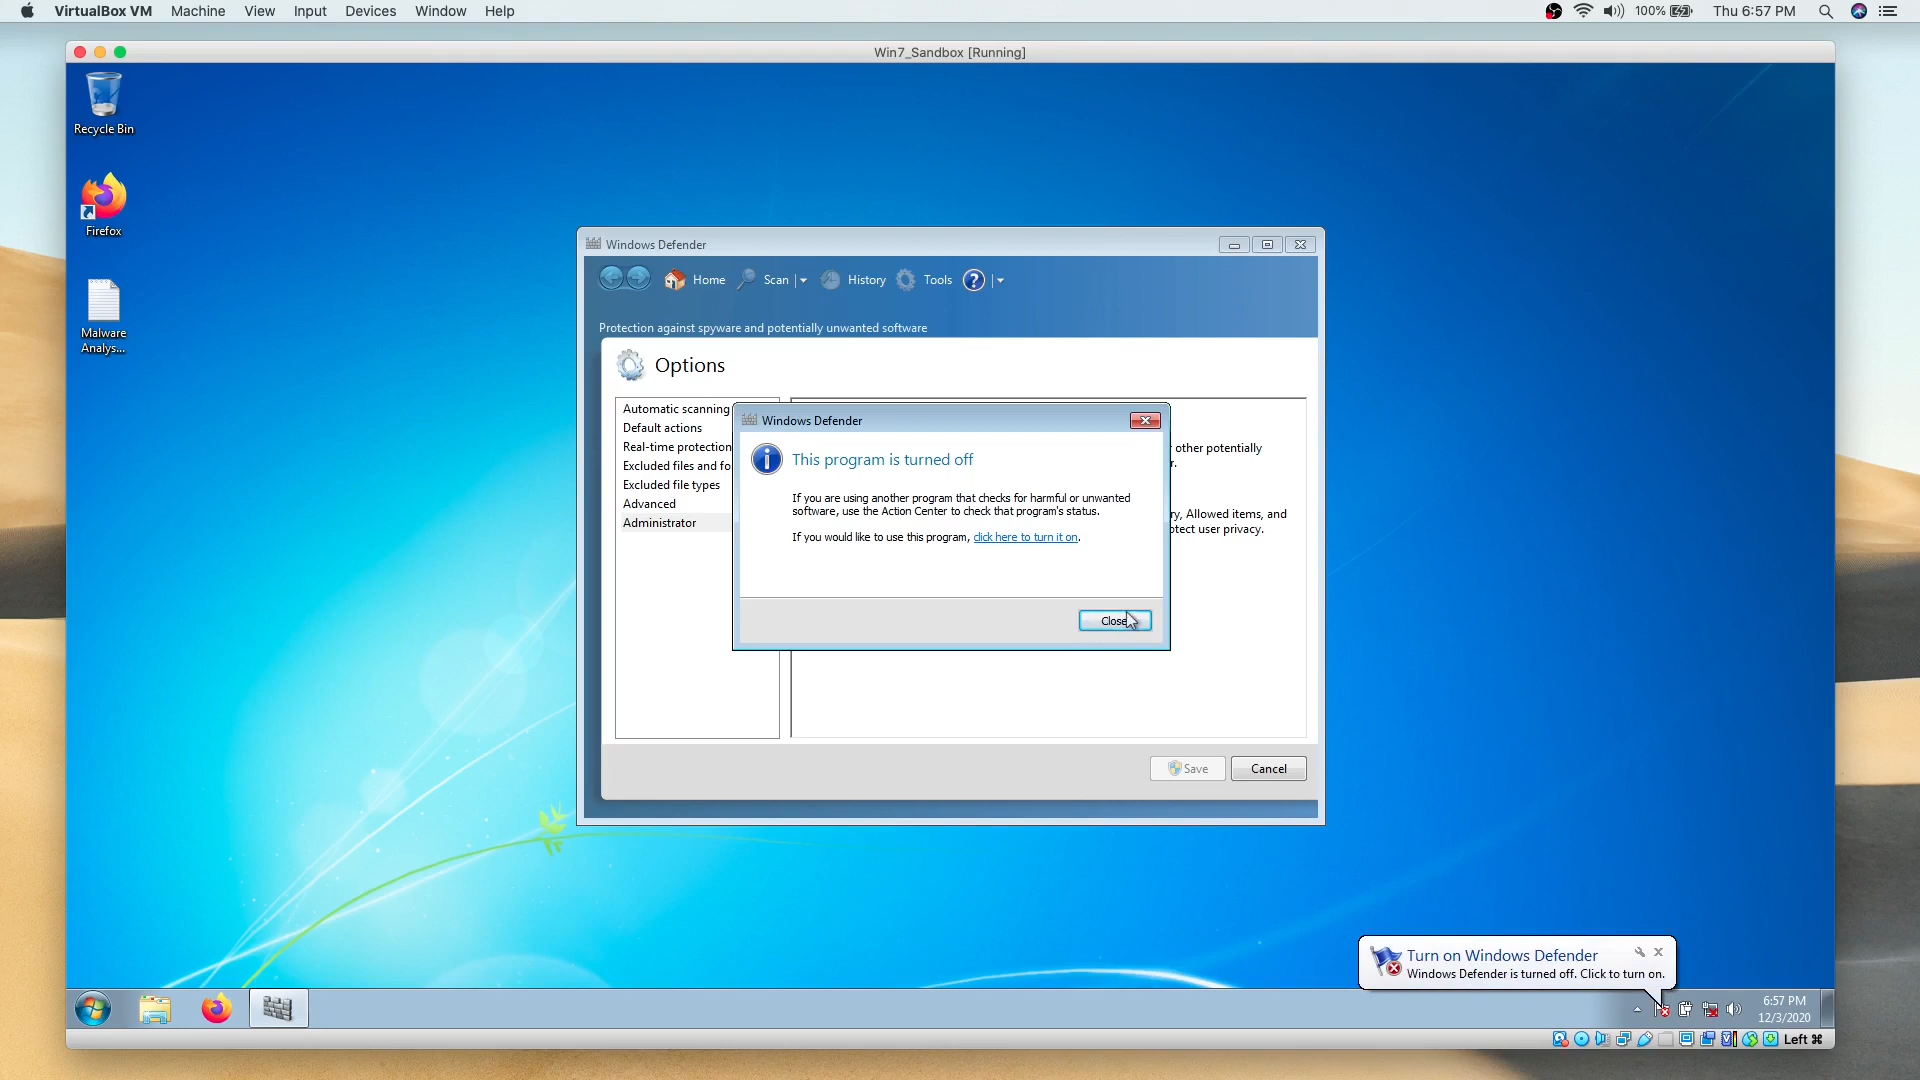 VirtualBox VM Machine View Input Devices Window Help 100% Thu 6:57 PM
Win7_Sandbox [Running]
Recycle Bin
Firefox
Malware
Analys...
Windows Defender
Home Scan History Tools
Protection against spyware and potentially unwanted software
Options
Automatic scanning
Default actions
Real-time protection
Excluded files and fo
Excluded file types
Advanced
Administrator
other potentially
r.
ry, Allowed items, and
otect user privacy.
Windows Defender
This program is turned off
If you are using another program that checks for harmful or unwanted
software, use the Action Center to check that program's status.
If you would like to use this program, click here to turn it on.
Close
Save Cancel
Turn on Windows Defender
Windows Defender is turned off. Click to turn on.
6:57 PM
12/3/2020
Left ⌘